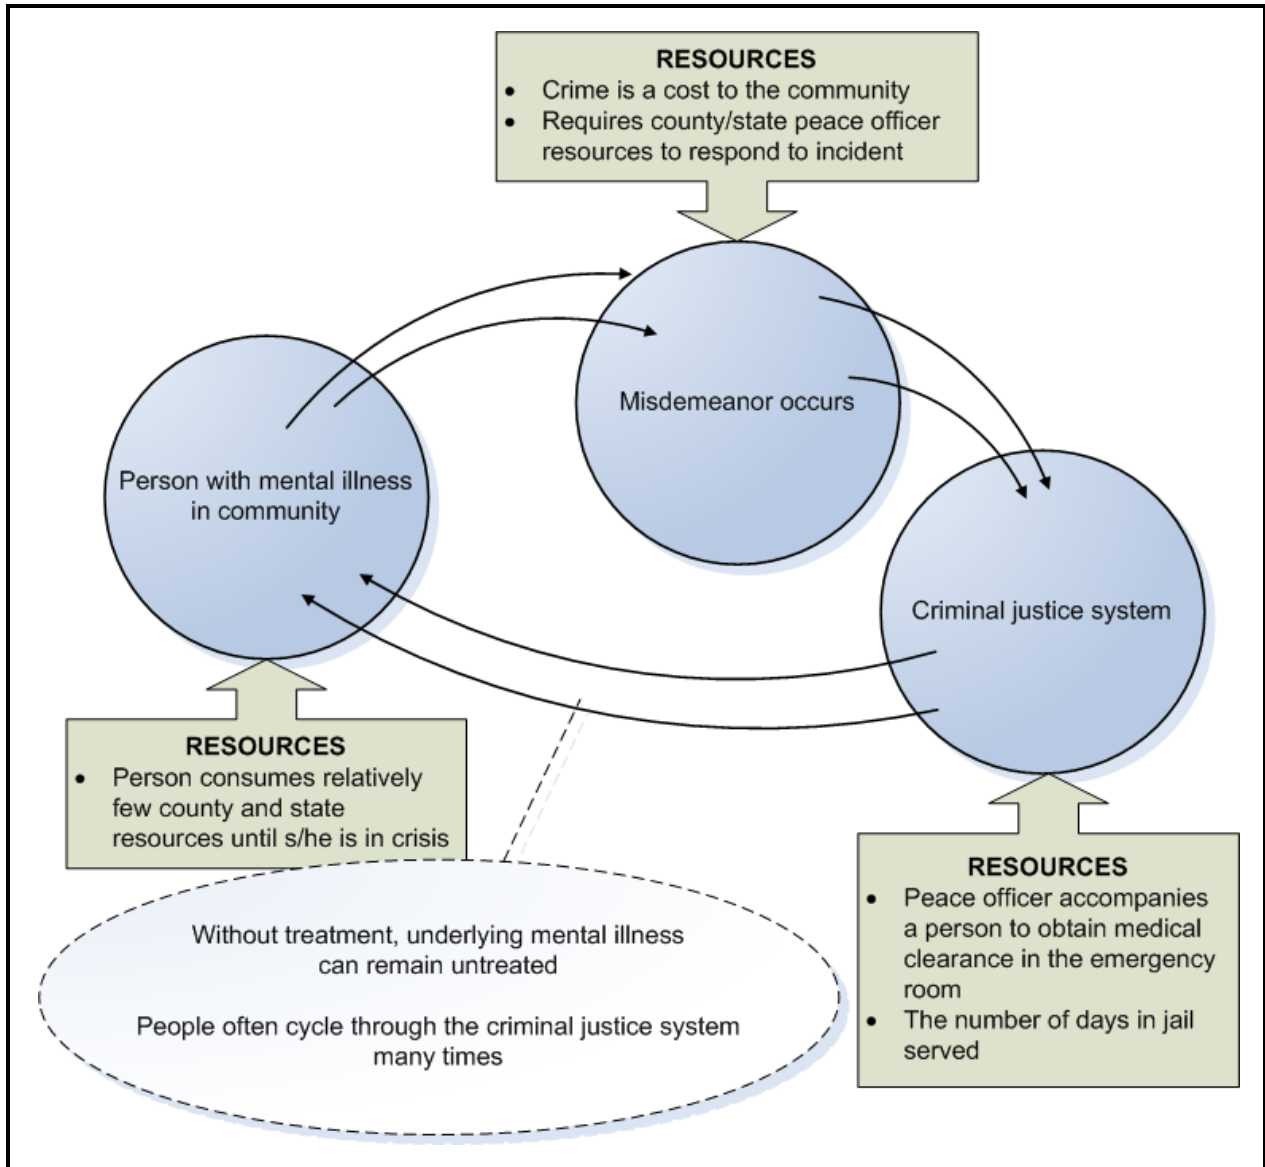 RESOURCES
• Crime is a cost to the community
• Requires county/state peace officer
resources to respond to incident
Misdemeanor occurs
Person with mental illness
in community
Criminal justice system
RESOURCES
• Person consumes relatively
few county and state
resources until s/he is in crisis
RESOURCES
• Peace officer accompanies
a person to obtain medical
clearance in the emergency
room
• The number of days in jail
served
Without treatment, underlying mental illness
can remain untreated
People often cycle through the criminal justice system
many times